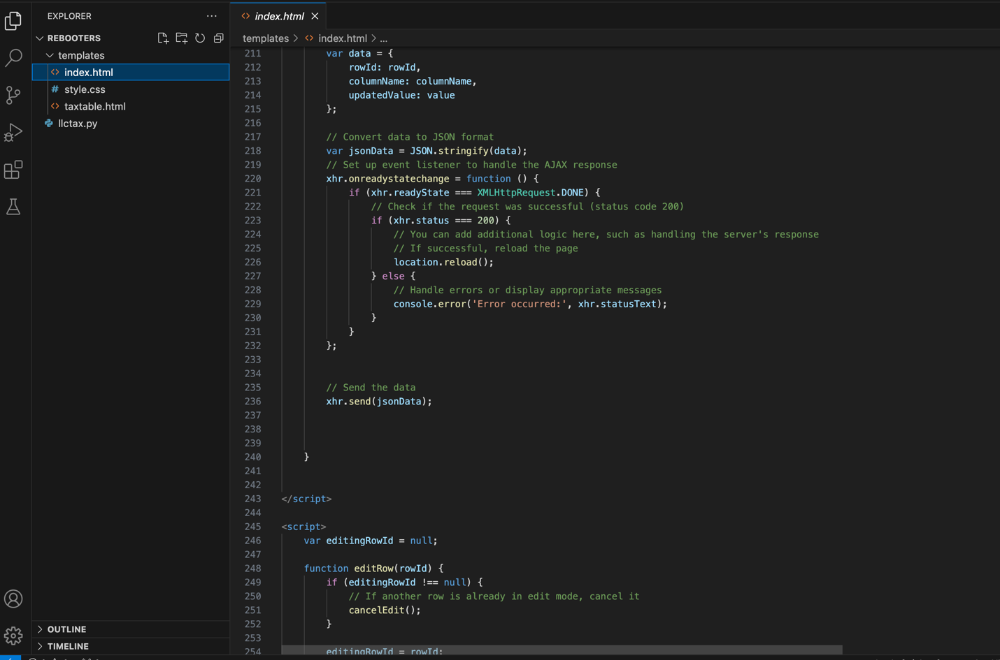 EXPLORER
REBOOTERS
templates
index.html
style.css
taxtable.html
llctax.py
OUTLINE
TIMELINE
index.html
templates > index.html > ...
211 var data = {
212 rowId: rowId,
213 columnName: columnName,
214 updatedValue: value
215 };
216
217 // Convert data to JSON format
218 var jsonData = JSON.stringify(data);
219 // Set up event listener to handle the AJAX response
220 xhr.onreadystatechange = function () {
221 if (xhr.readyState === XMLHttpRequest.DONE) {
222 // Check if the request was successful (status code 200)
223 if (xhr.status === 200) {
224 // You can add additional logic here, such as handling the server's response
225 // If successful, reload the page
226 location.reload();
227 } else {
228 // Handle errors or display appropriate messages
229 console.error('Error occurred:', xhr.statusText);
230 }
231 }
232 };
233
234
235 // Send the data
236 xhr.send(jsonData);
237
238
239
240 }
241
242
243 </script>
244
245 <script>
246 var editingRowId = null;
247
248 function editRow(rowId) {
249 if (editingRowId !== null) {
250 // If another row is already in edit mode, cancel it
251 cancelEdit();
252 }
253
254 editingRowId = rowId;